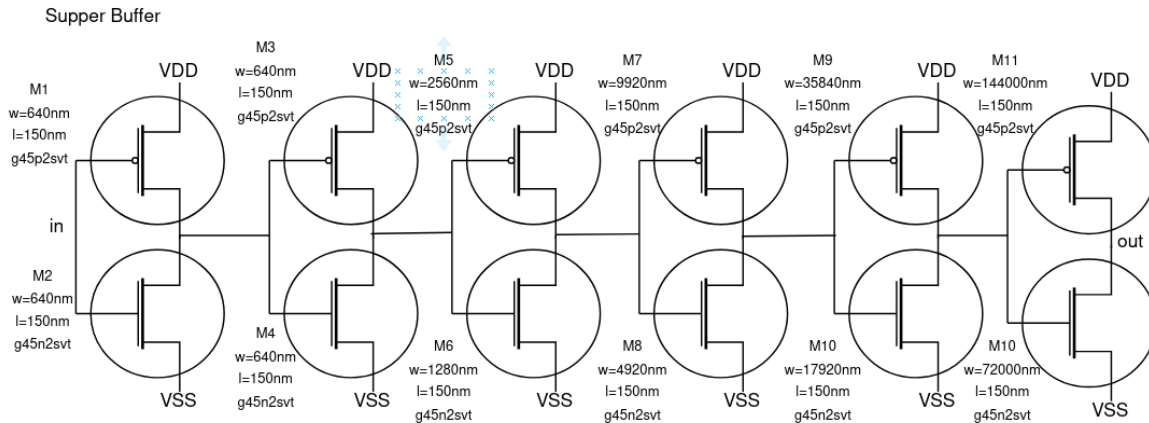 Supper Buffer
M1
w=640nm
l=150nm
g45p2svt
VDD
M3
w=640nm
l=150nm
g45p2svt
VDD
M5
w=2560nm
l=150nm
g45p2svt
VDD
M7
w=9920nm
l=150nm
g45p2svt
VDD
M9
w=35840nm
l=150nm
g45p2svt
VDD
M11
w=144000nm
l=150nm
g45p2svt
VDD
in
out
M2
w=640nm
l=150nm
g45n2svt
VSS
M4
w=640nm
l=150nm
g45n2svt
VSS
M6
w=1280nm
l=150nm
g45n2svt
VSS
M8
w=4920nm
l=150nm
g45n2svt
VSS
M10
w=17920nm
l=150nm
g45n2svt
VSS
M10
w=72000nm
l=150nm
g45n2svt
VSS